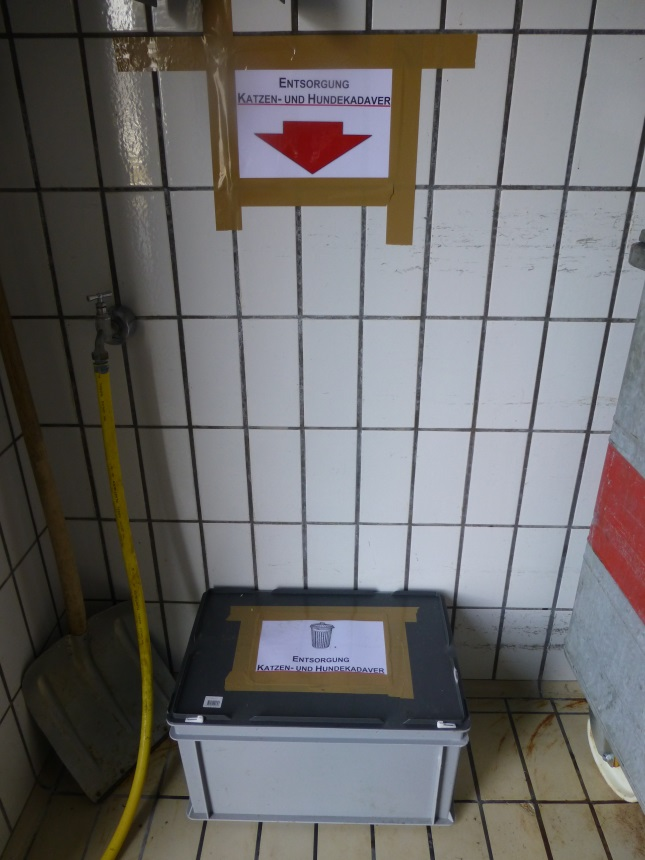 ENTSORGUNG
KATZEN- UND HUNDEKADAVER
ENTSORGUNG
KATZEN- UND HUNDEKADAVER